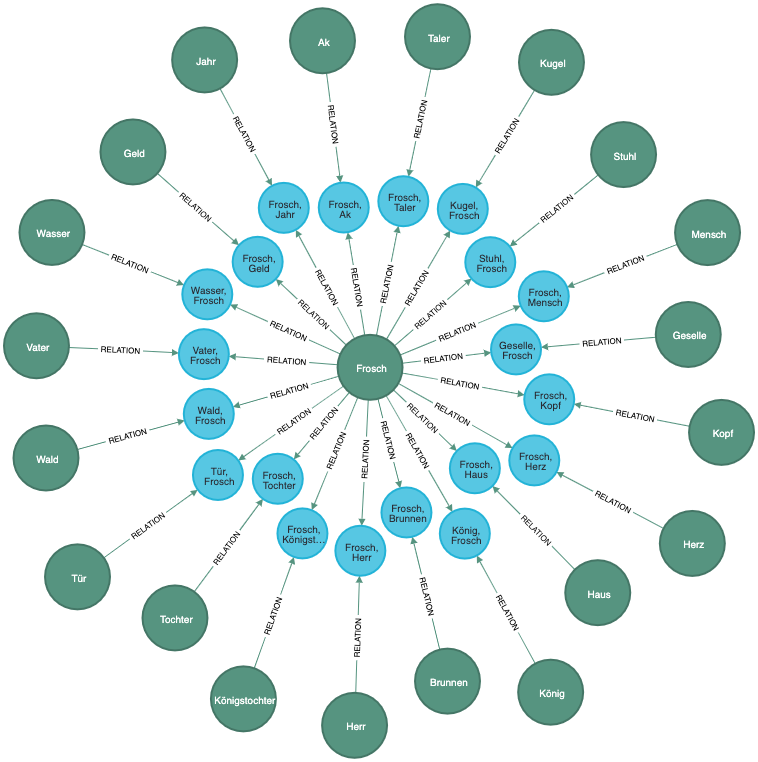 Ak
Taler
Jahr
Kugel
RELATION
RELATION
RELATION
RELATION
Geld
Stuhl
RELATION
RELATION
Frosch,
Jahr
Frosch,
Ak
Frosch,
Taler
Kugel,
Frosch
Wasser
Mensch
RELATION
RELATION
Frosch,
Geld
Stuhl,
Frosch
RELATION
RELATION
RELATION
RELATION
Wasser,
Frosch
Frosch,
Mensch
RELATION
RELATION
RELATION
RELATION
Vater
Geselle
RELATION
Vater,
Frosch
RELATION
RELATION
Geselle,
Frosch
RELATION
Frosch
RELATION
RELATION
Wald,
Frosch
Frosch,
Kopf
RELATION
RELATION
RELATION
RELATION
RELATION
RELATION
Wald
Kopf
Tür,
Frosch
Frosch,
Tochter
RELATION
RELATION
RELATION
RELATION
Frosch,
Haus
Frosch,
Herz
RELATION
RELATION
Frosch,
Königst...
Frosch,
Herr
Frosch,
Brunnen
König,
Frosch
RELATION
RELATION
Herz
Tür
RELATION
RELATION
Haus
Tochter
RELATION
RELATION
RELATION
RELATION
Königstochter
Herr
Brunnen
König